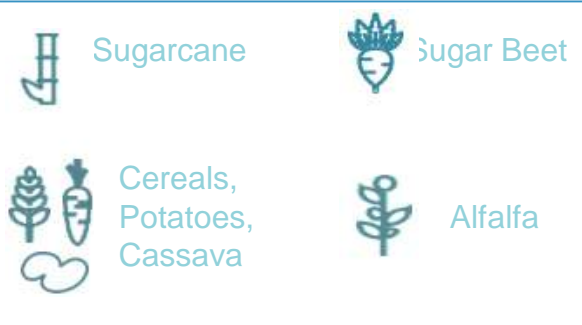 Sugarcane
Sugar Beet
Cereals,
Potatoes,
Cassava
Alfalfa